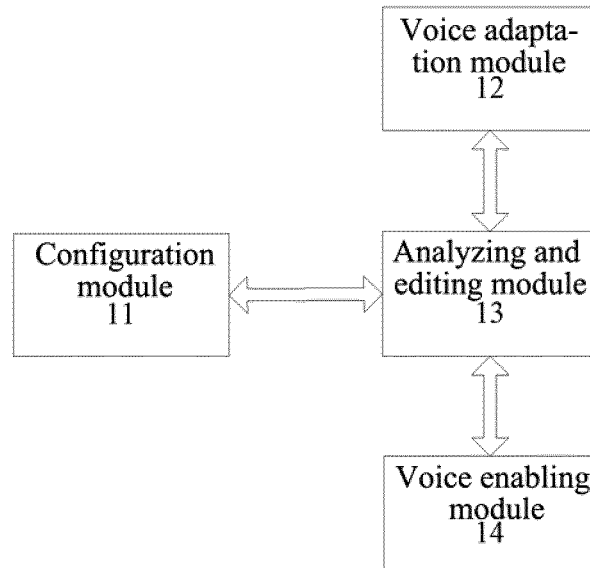 Voice adapta-
tion module
12
Configuration
module
11
Analyzing and
editing module
13
Voice enabling
module
14